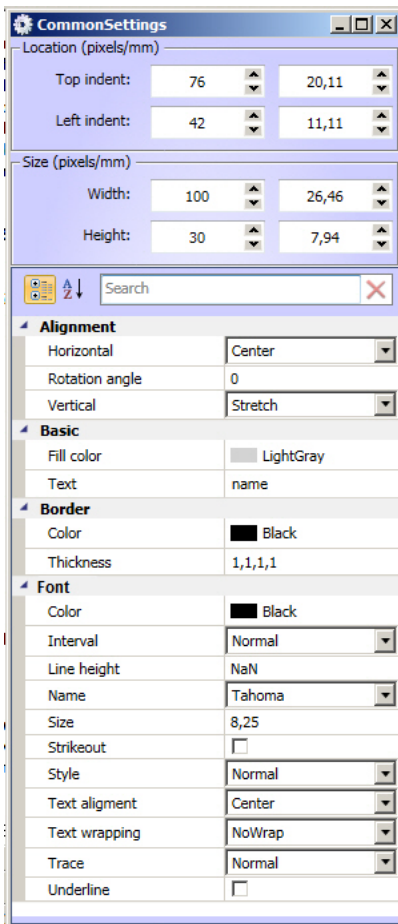 CommonSettings
Location (pixels/mm)
Top indent: 76 20,11
Left indent: 42 11,11
Size (pixels/mm)
Width: 100 26,46
Height: 30 7,94
A Z Search
Alignment
Horizontal Center
Rotation angle 0
Vertical Stretch
Basic
Fill color LightGray
Text name
Border
Color Black
Thickness 1,1,1,1
Font
Color Black
Interval Normal
Line height NaN
Name Tahoma
Size 8,25
Strikeout
Style Normal
Text aligment Center
Text wrapping NoWrap
Trace Normal
Underline